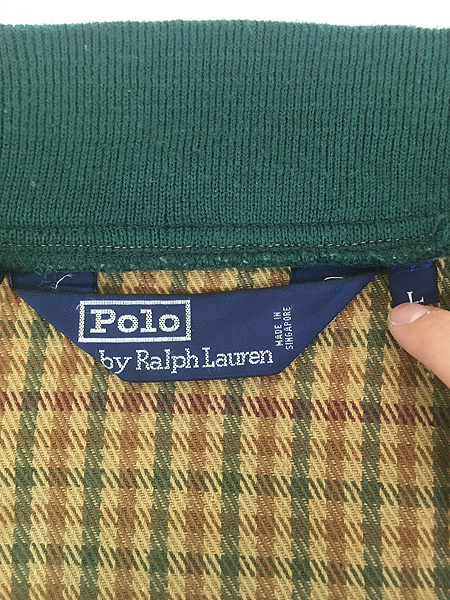 Polo
by Ralph Lauren
MADE IN
SINGAPORE
L